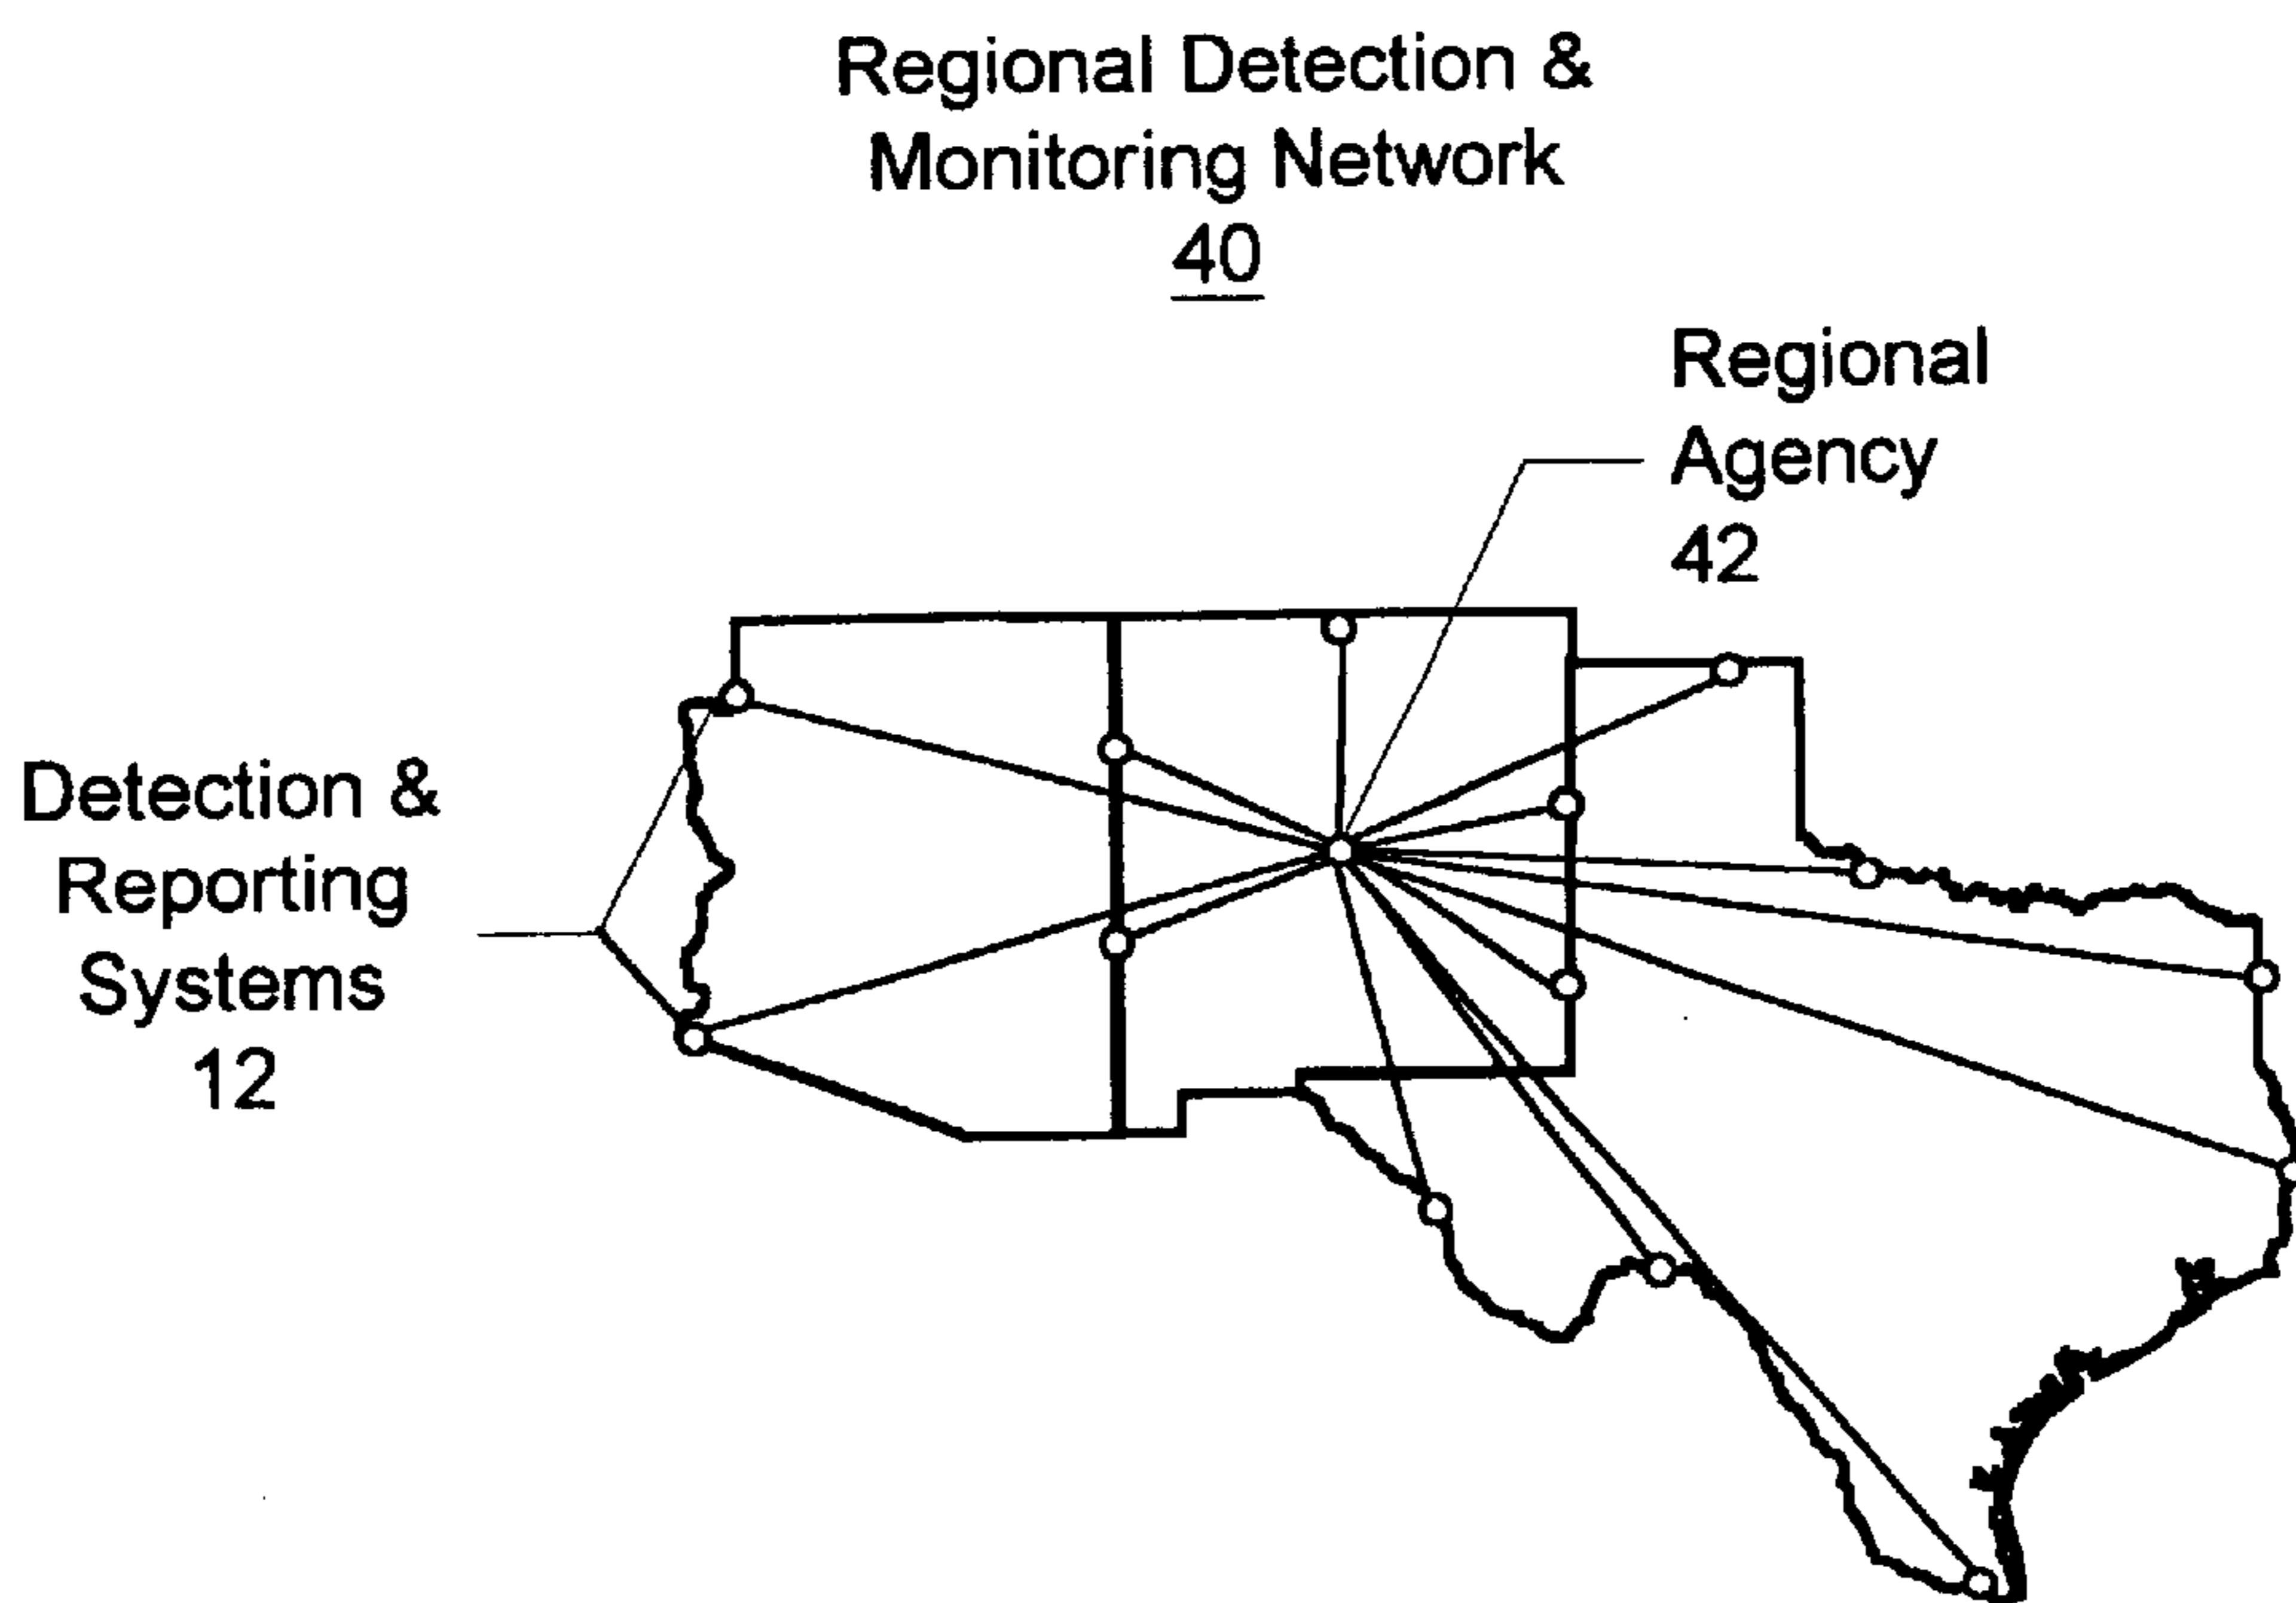 Regional Detection &
Monitoring Network
40
Regional
Agency
42
Detection &
Reporting
Systems
12